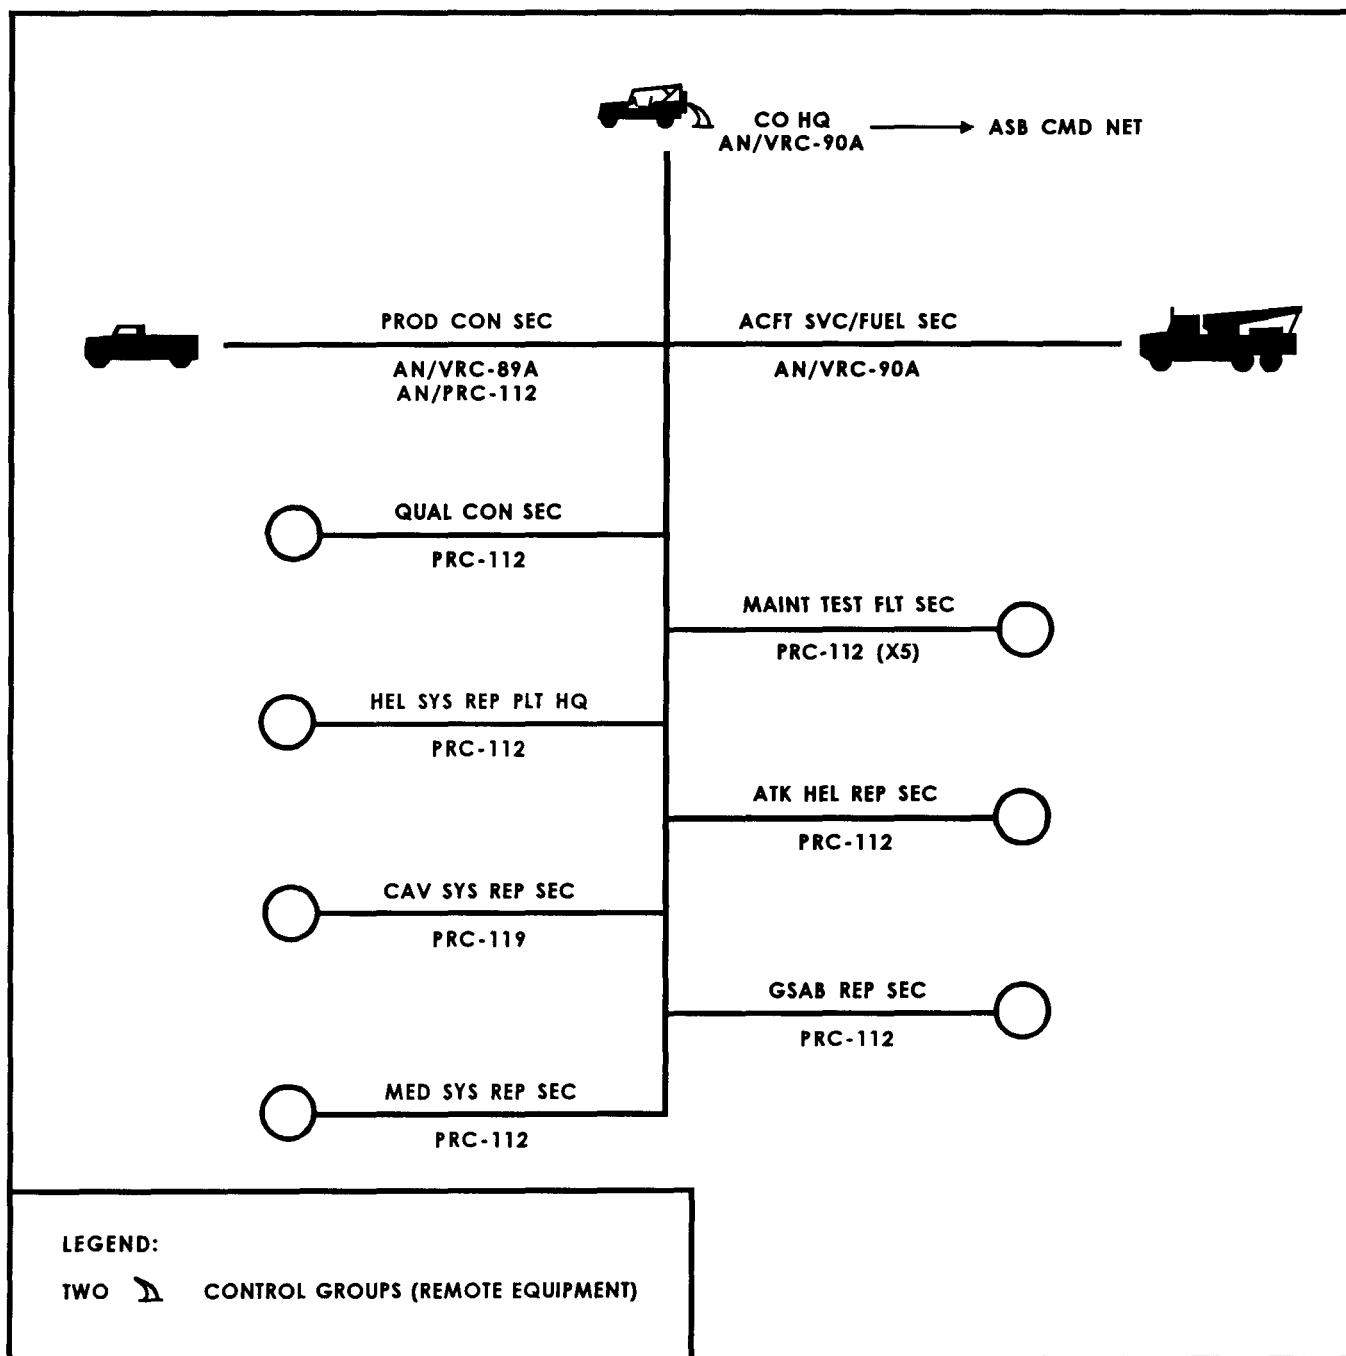 CO HQ
AN/VRC-90A
ASB CMD NET
PROD CON SEC
AN/VRC-89A
AN/PRC-112
ACFT SVC/FUEL SEC
AN/VRC-90A
QUAL CON SEC
PRC-112
MAINT TEST FLT SEC
PRC-112 (X5)
HEL SYS REP PLT HQ
PRC-112
ATK HEL REP SEC
PRC-112
CAV SYS REP SEC
PRC-119
GSAB REP SEC
PRC-112
MED SYS REP SEC
PRC-112
LEGEND:
TWO CONTROL GROUPS (REMOTE EQUIPMENT)